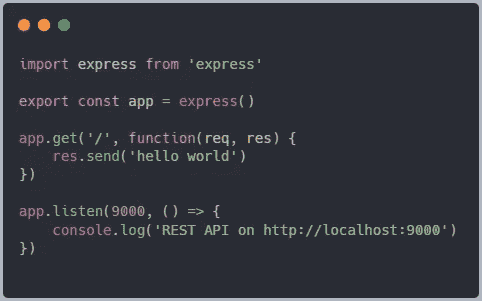 import express from 'express'
export const app = express()
app.get('/', function(req, res) {
    res.send('hello world')
})
app.listen(9000, () => {
    console.log('REST API on http://localhost:9000')
})